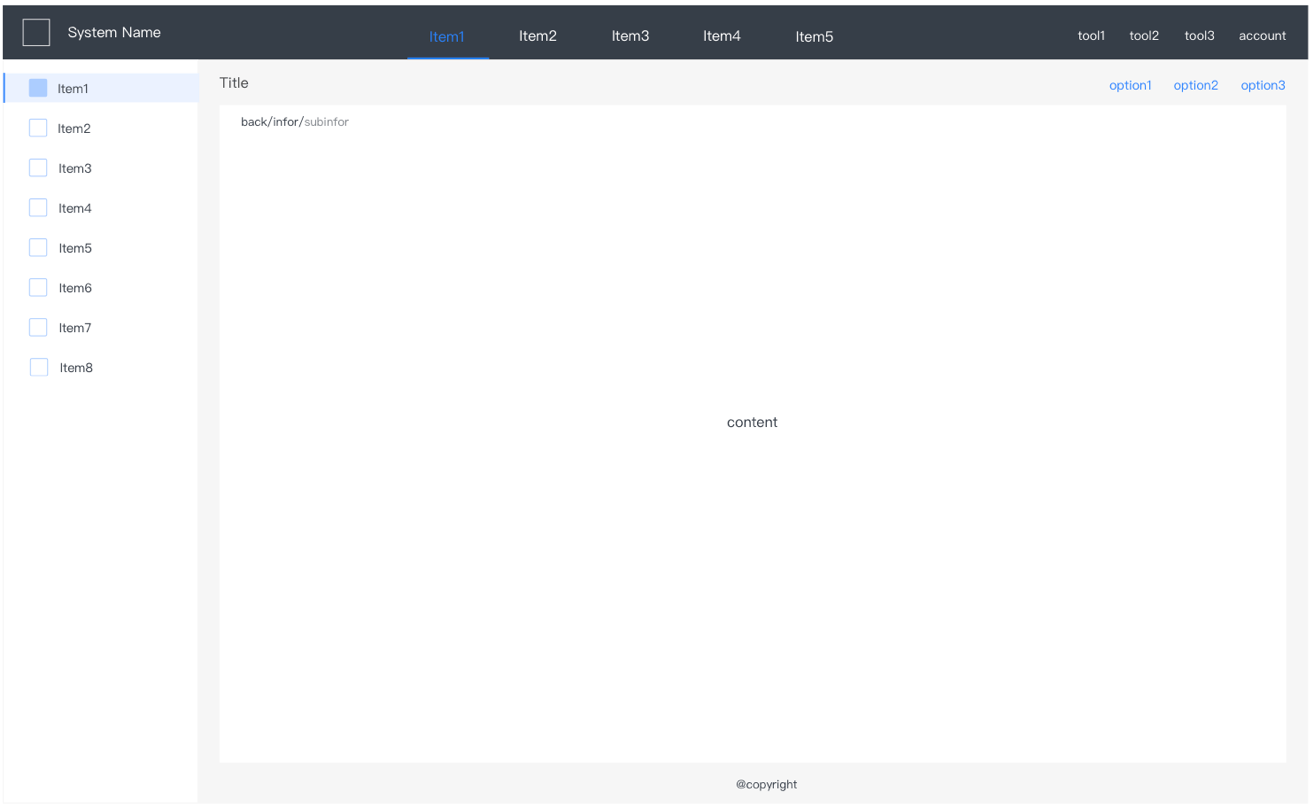 System Name
Item1 Item2 Item3 Item4 Item5
tool1 tool2 tool3 account
Item1
Item2
Item3
Item4
Item5
Item6
Item7
Item8
Title
option1 option2 option3
back/infor/subinfor
content
@copyright